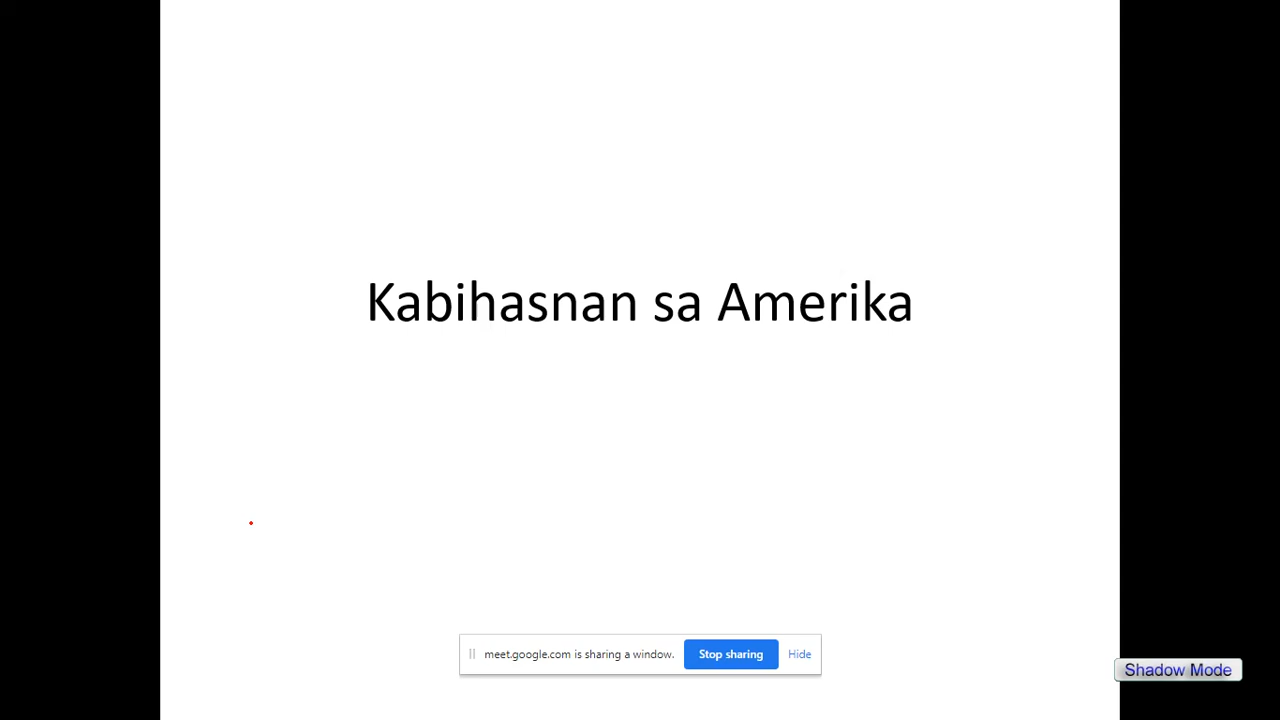 Kabihasnan sa Amerika
meet.google.com is sharing a window. Stop sharing Hide
Shadow Mode